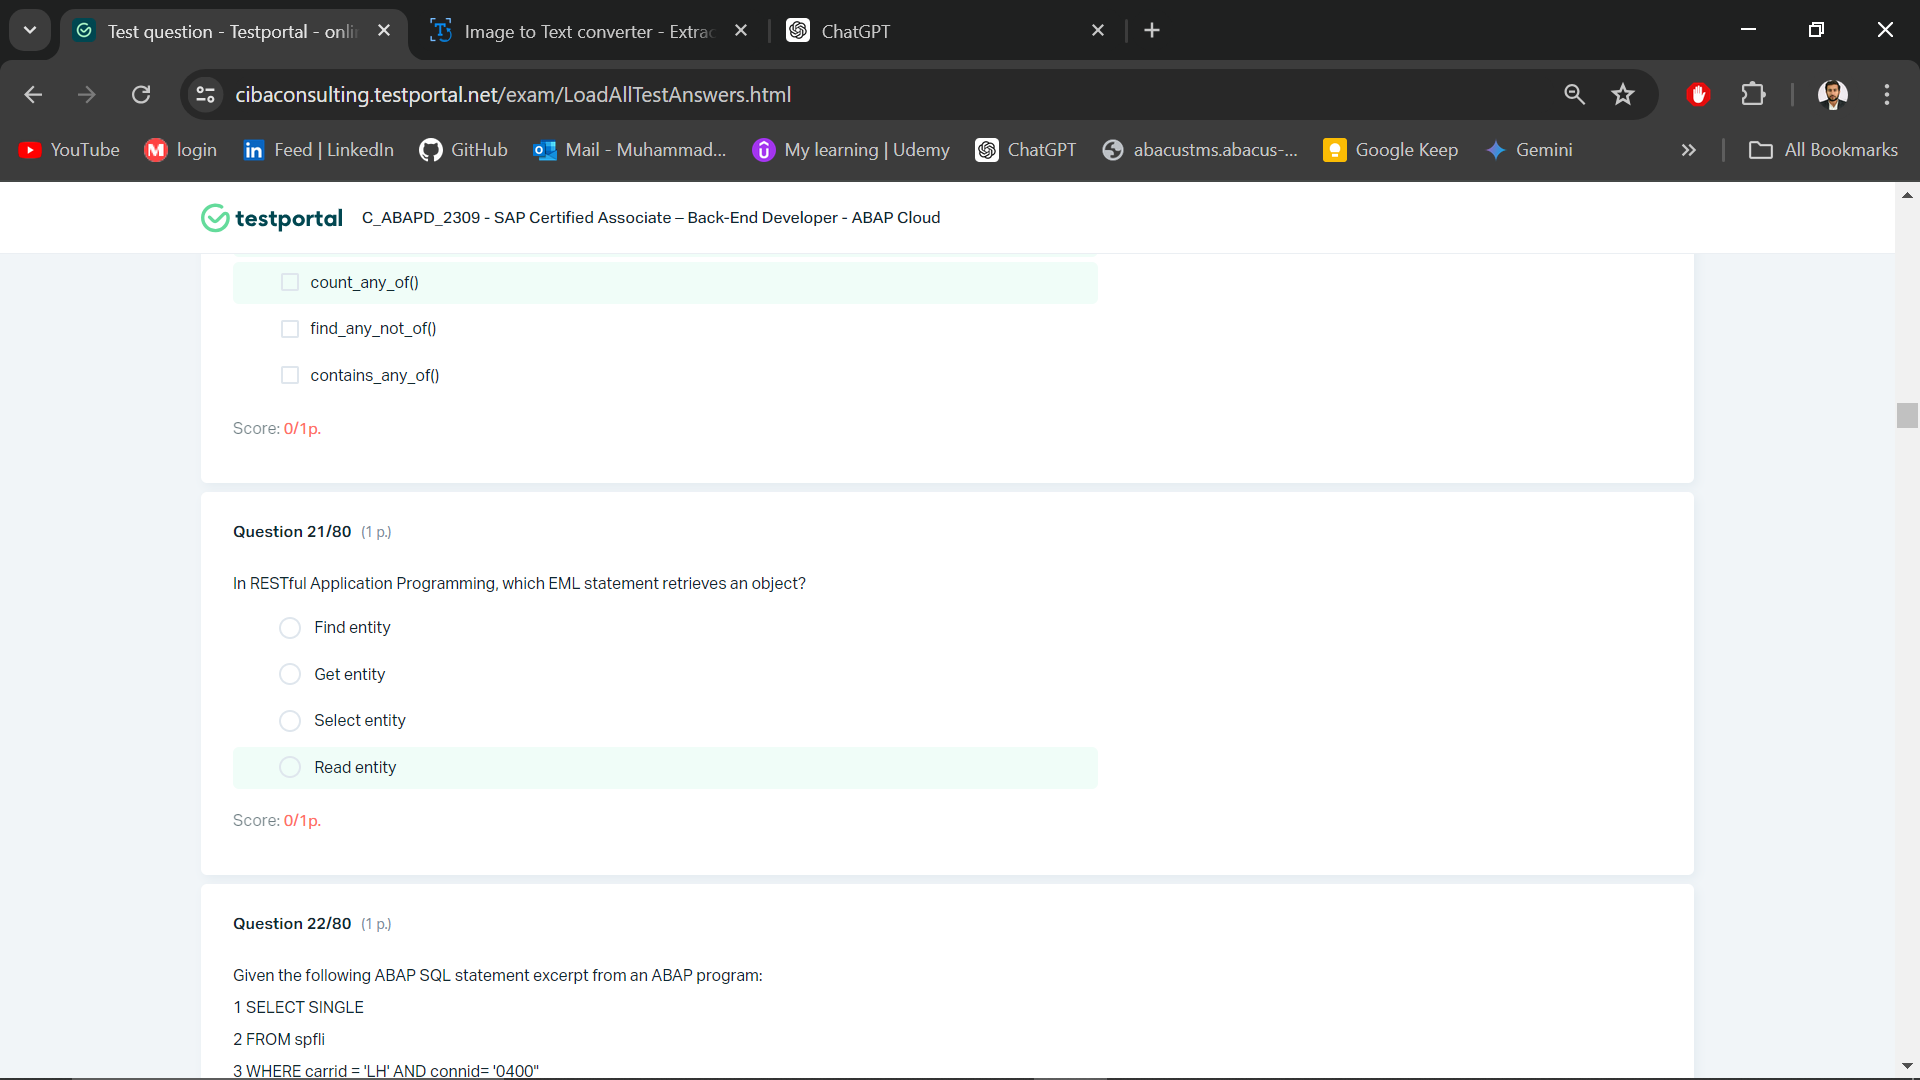 Test question - Testportal - onli
Image to Text converter - Extrac
ChatGPT
cibaconsulting.testportal.net/exam/LoadAllTestAnswers.html
YouTube
login
Feed | LinkedIn
GitHub
Mail - Muhammad...
My learning | Udemy
ChatGPT
abacustms.abacus-...
Google Keep
Gemini
All Bookmarks
testportal
C_ABAPD_2309 - SAP Certified Associate – Back-End Developer - ABAP Cloud
count_any_of()
find_any_not_of()
contains_any_of()
Score: 0/1p.
Question 21/80 (1 p.)
In RESTful Application Programming, which EML statement retrieves an object?
Find entity
Get entity
Select entity
Read entity
Score: 0/1p.
Question 22/80 (1 p.)
Given the following ABAP SQL statement excerpt from an ABAP program:
1 SELECT SINGLE
2 FROM spfli
3 WHERE carrid = 'LH' AND connid= '0400"